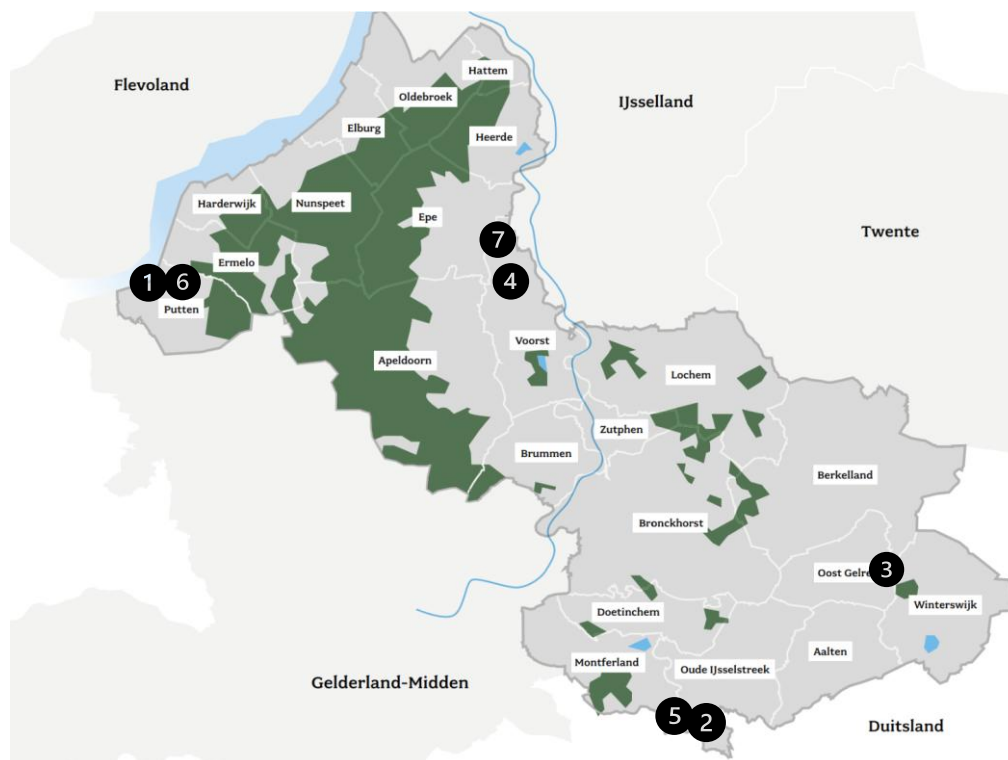 Hattem
Flevoland
Oldebroek
IJsselland
Elburg
Heerde
Harderwijk
Nunspeet
Epe
Twente
7
Ermelo
1
6
4
Putten
Voorst
Apeldoorn
Lochem
Zutphen
Brummen
Berkelland
Bronckhorst
Oost Gelre
3
Winterswijk
Doetinchem
Aalten
Montferland
Oude IJsselstreek
Gelderland-Midden
5
2
Duitsland